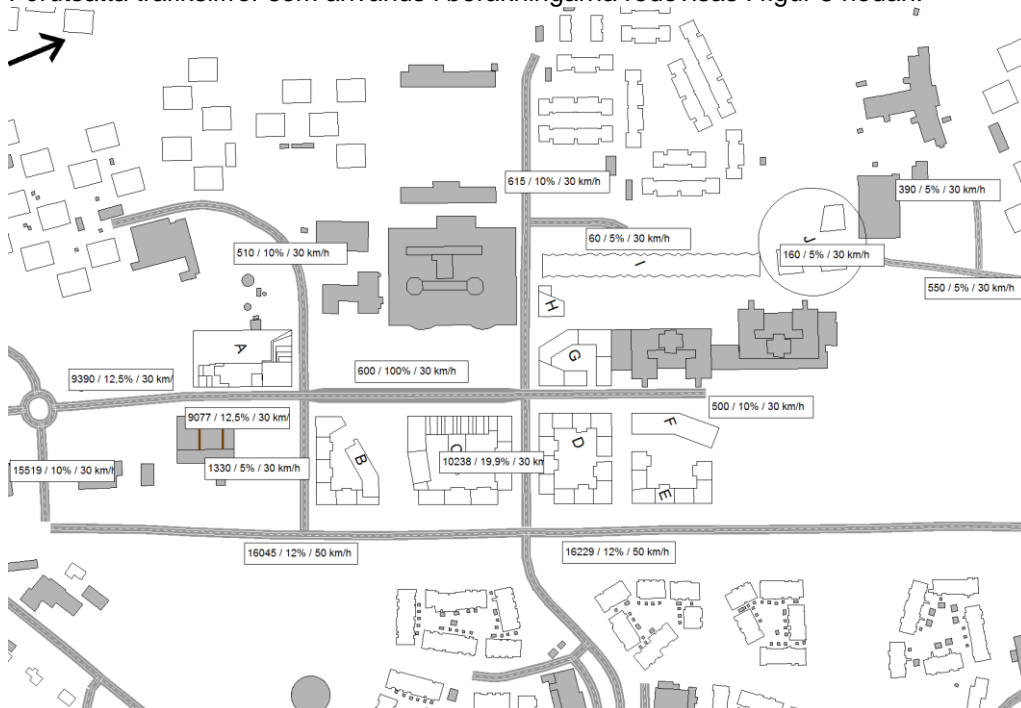 Förutsatta trafiksiffror som används i beräkningarna redovisas i figur nedan.
615 / 10% / 30 km/h
390 / 5% / 30 km/h
60 / 5% / 30 km/h
J
510 / 10% / 30 km/h
160 / 5% / 30 km/h
I
550 / 5% / 30 km/h
H
A
G
9390 / 12,5% / 30 km/
600 / 100% / 30 km/h
500 / 10% / 30 km/h
9077 / 12,5% / 30 km/
F
D
B
10238 / 19,9% / 30 km
15519 / 10% / 30 km/h
1330 / 5% / 30 km/h
E
16045 / 12% / 50 km/h
16229 / 12% / 50 km/h